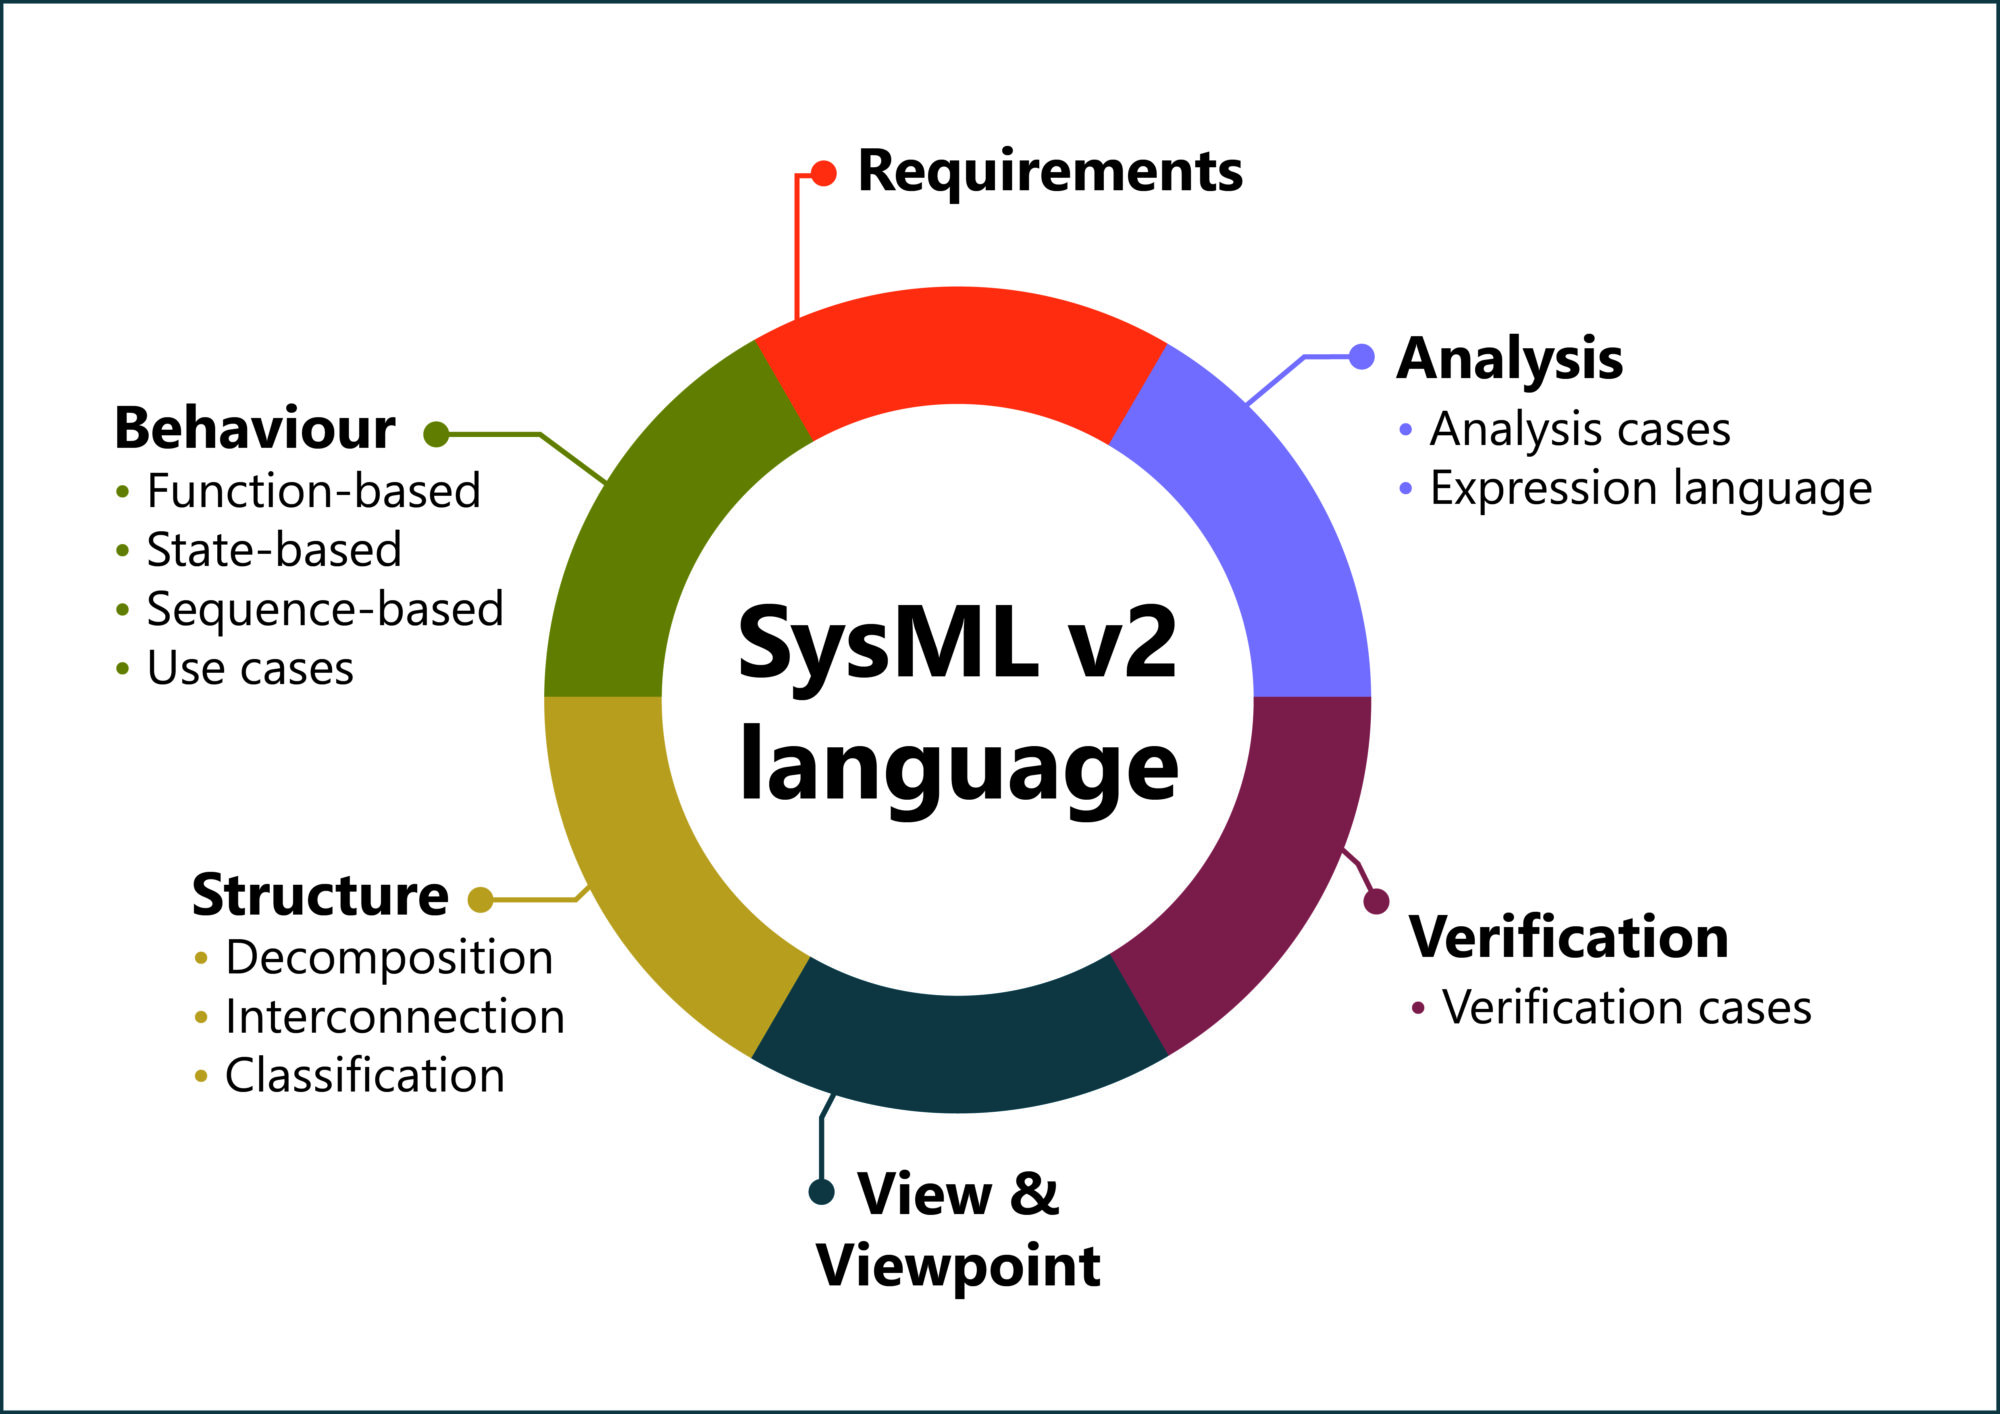 Requirements
Analysis
• Analysis cases
• Expression language
Behaviour
• Function-based
• State-based
• Sequence-based
• Use cases
SysML v2
language
Structure
• Decomposition
• Interconnection
• Classification
Verification
• Verification cases
View &
Viewpoint